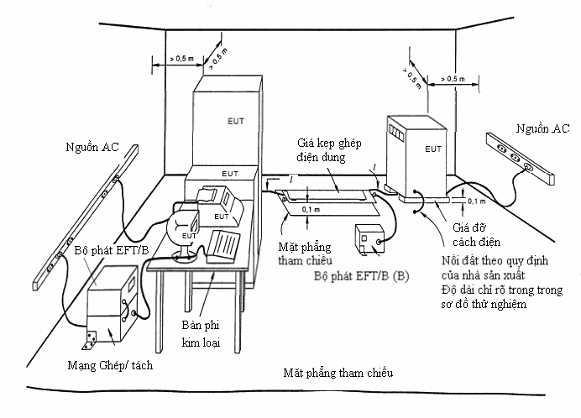 > 0,5 m
> 0,5 m
> 0,5 m
> 0,5 m
EUT
Nguồn AC
Giá kẹp ghép
điện dung
Nguồn AC
EUT
EUT
l
l
EUT
EUT
0,1 m
0,1 m
Giá đỡ
cách điện
Mặt phẳng
tham chiếu
Bộ phát EFT/B
Bộ phát EFT/B (B)
Nối đất theo quy định
của nhà sản xuất
Độ dài chỉ rõ trong trong
sơ đồ thử nghiệm
Bàn phi
kim loại
Mạng Ghép/ tách
Mặt phẳng tham chiếu